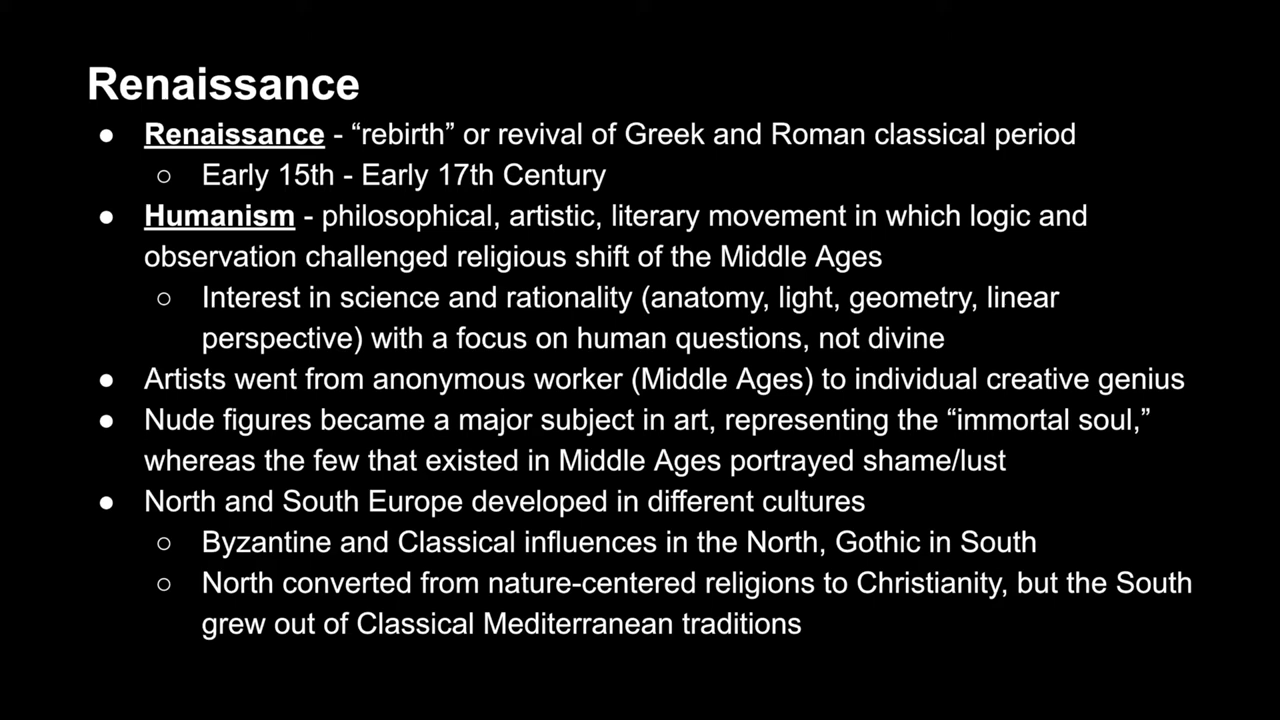 Renaissance
● Renaissance - “rebirth” or revival of Greek and Roman classical period
○ Early 15th - Early 17th Century
● Humanism - philosophical, artistic, literary movement in which logic and
observation challenged religious shift of the Middle Ages
○ Interest in science and rationality (anatomy, light, geometry, linear
perspective) with a focus on human questions, not divine
● Artists went from anonymous worker (Middle Ages) to individual creative genius
● Nude figures became a major subject in art, representing the “immortal soul,”
whereas the few that existed in Middle Ages portrayed shame/lust
● North and South Europe developed in different cultures
○ Byzantine and Classical influences in the North, Gothic in South
○ North converted from nature-centered religions to Christianity, but the South
grew out of Classical Mediterranean traditions